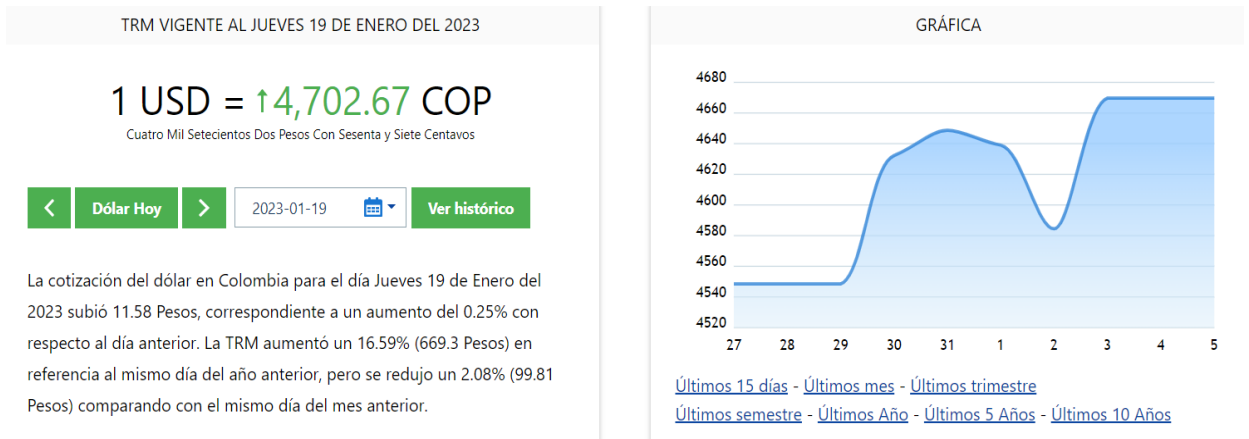 TRM VIGENTE AL JUEVES 19 DE ENERO DEL 2023
1 USD = ↑4,702.67 COP
Cuatro Mil Setecientos Dos Pesos Con Sesenta y Siete Centavos
Dólar Hoy
2023-01-19
Ver histórico
La cotización del dólar en Colombia para el día Jueves 19 de Enero del
2023 subió 11.58 Pesos, correspondiente a un aumento del 0.25% con
respecto al día anterior. La TRM aumentó un 16.59% (669.3 Pesos) en
referencia al mismo día del año anterior, pero se redujo un 2.08% (99.81
Pesos) comparando con el mismo día del mes anterior.
GRÁFICA
4680
4660
4640
4620
4600
4580
4560
4540
4520
27 28 29 30 31 1 2 3 4 5
Últimos 15 días - Últimos mes - Últimos trimestre
Últimos semestre - Últimos Año - Últimos 5 Años - Últimos 10 Años